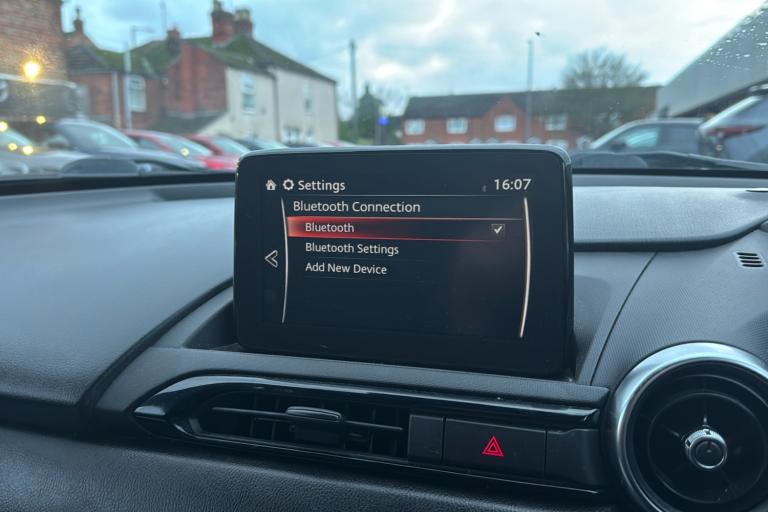 Settings 16:07
Bluetooth Connection
Bluetooth
Bluetooth Settings
Add New Device